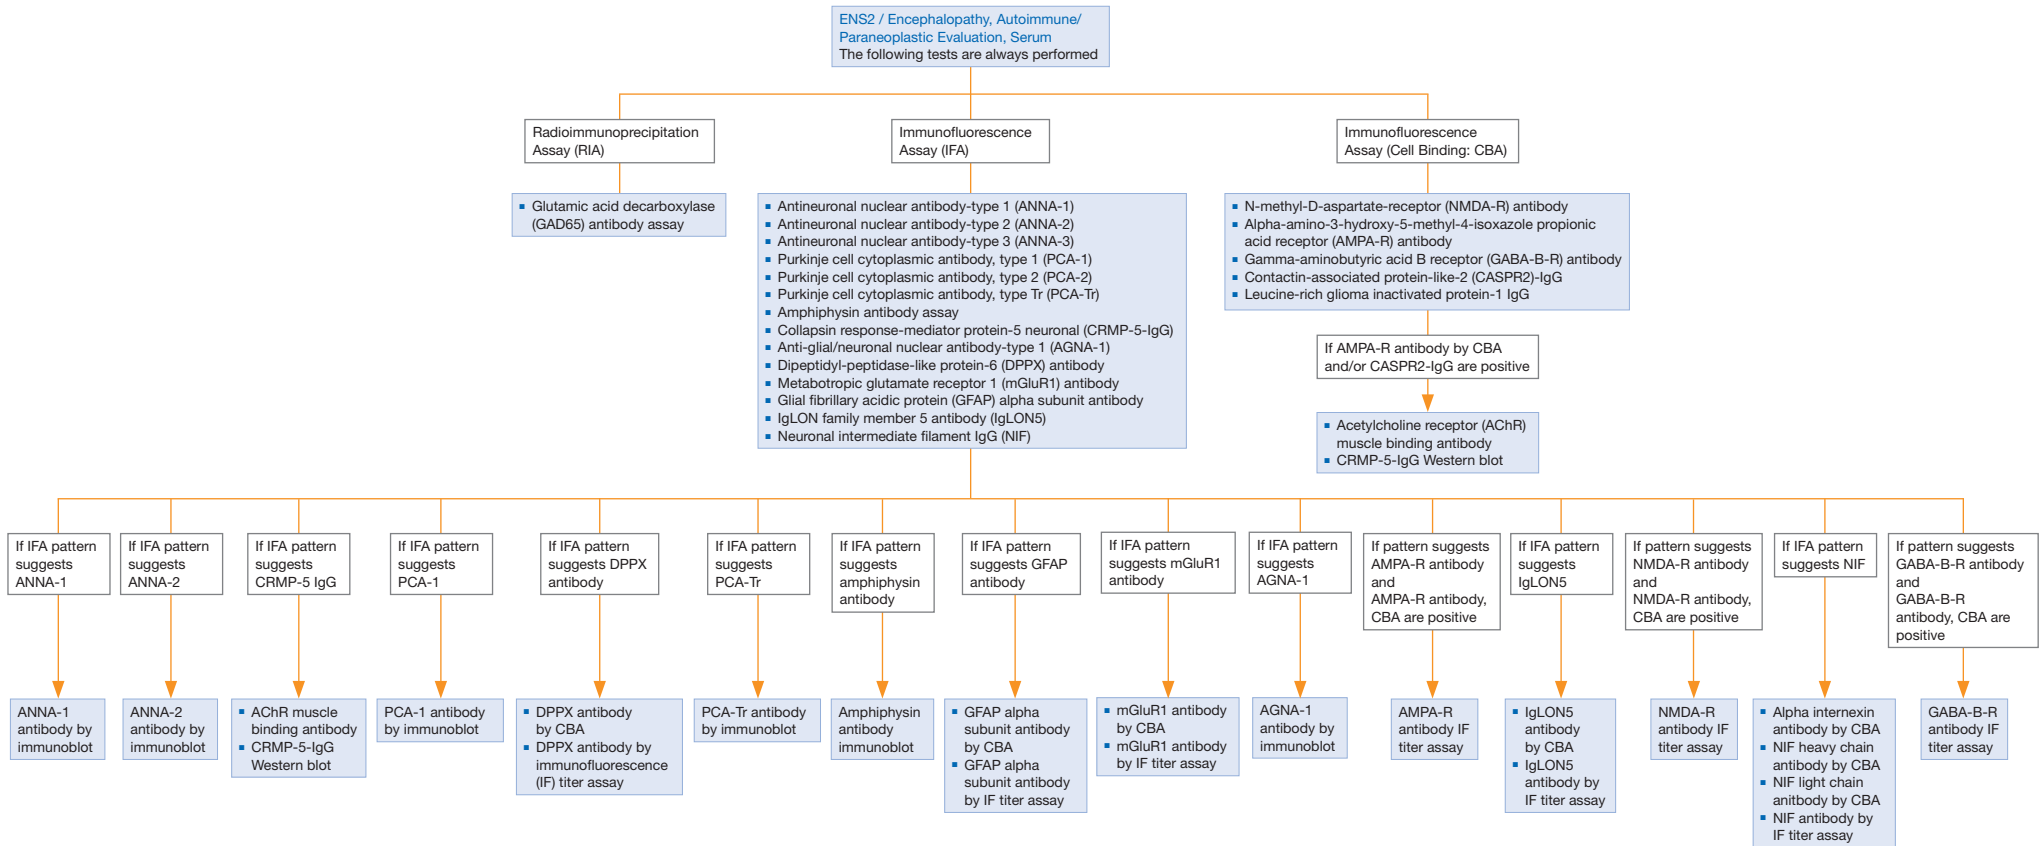 ENS2 / Encephalopathy, Autoimmune/
Paraneoplastic Evaluation, Serum
The following tests are always performed
Radioimmunoprecipitation
Assay (RIA)
Immunofluorescence
Assay (IFA)
Immunofluorescence
Assay (Cell Binding: CBA)
▪ Glutamic acid decarboxylase
(GAD65) antibody assay
▪ Antineuronal nuclear antibody-type 1 (ANNA-1)
▪ Antineuronal nuclear antibody-type 2 (ANNA-2)
▪ Antineuronal nuclear antibody-type 3 (ANNA-3)
▪ Purkinje cell cytoplasmic antibody, type 1 (PCA-1)
▪ Purkinje cell cytoplasmic antibody, type 2 (PCA-2)
▪ Purkinje cell cytoplasmic antibody, type Tr (PCA-Tr)
▪ Amphiphysin antibody assay
▪ Collapsin response-mediator protein-5 neuronal (CRMP-5-IgG)
▪ Anti-glial/neuronal nuclear antibody-type 1 (AGNA-1)
▪ Dipeptidyl-peptidase-like protein-6 (DPPX) antibody
▪ Metabotropic glutamate receptor 1 (mGluR1) antibody
▪ Glial fibrillary acidic protein (GFAP) alpha subunit antibody
▪ IgLON family member 5 antibody (IgLON5)
▪ Neuronal intermediate filament IgG (NIF)
▪ N-methyl-D-aspartate-receptor (NMDA-R) antibody
▪ Alpha-amino-3-hydroxy-5-methyl-4-isoxazole propionic
acid receptor (AMPA-R) antibody
▪ Gamma-aminobutyric acid B receptor (GABA-B-R) antibody
▪ Contactin-associated protein-like-2 (CASPR2)-IgG
▪ Leucine-rich glioma inactivated protein-1 IgG
If AMPA-R antibody by CBA
and/or CASPR2-IgG are positive
▪ Acetylcholine receptor (AChR)
muscle binding antibody
▪ CRMP-5-IgG Western blot
If IFA pattern
suggests
ANNA-1
If IFA pattern
suggests
ANNA-2
If IFA pattern
suggests
CRMP-5 IgG
If IFA pattern
suggests
PCA-1
If IFA pattern
suggests DPPX
antibody
If IFA pattern
suggests
PCA-Tr
If IFA pattern
suggests
amphiphysin
antibody
If IFA pattern
suggests GFAP
antibody
If IFA pattern
suggests mGluR1
antibody
If IFA pattern
suggests
AGNA-1
If pattern suggests
AMPA-R antibody
and
AMPA-R antibody,
CBA are positive
If IFA pattern
suggests
IgLON5
If pattern suggests
NMDA-R antibody
and
NMDA-R antibody,
CBA are positive
If IFA pattern
suggests NIF
If pattern suggests
GABA-B-R antibody
and
GABA-B-R
antibody, CBA are
positive
ANNA-1
antibody by
immunoblot
ANNA-2
antibody by
immunoblot
▪ AChR muscle
binding antibody
▪ CRMP-5-IgG
Western blot
PCA-1 antibody
by immunoblot
▪ DPPX antibody
by CBA
▪ DPPX antibody by
immunofluorescence
(IF) titer assay
PCA-Tr antibody
by immunoblot
Amphiphysin
antibody
immunoblot
▪ GFAP alpha
subunit antibody
by CBA
▪ GFAP alpha
subunit antibody
by IF titer assay
▪ mGluR1 antibody
by CBA
▪ mGluR1 antibody
by IF titer assay
AGNA-1
antibody by
immunoblot
AMPA-R
antibody IF
titer assay
▪ IgLON5
antibody
by CBA
▪ IgLON5
antibody by
IF titer assay
NMDA-R
antibody IF
titer assay
▪ Alpha internexin
antibody by CBA
▪ NIF heavy chain
antibody by CBA
▪ NIF light chain
anitbody by CBA
▪ NIF antibody by
IF titer assay
GABA-B-R
antibody IF
titer assay